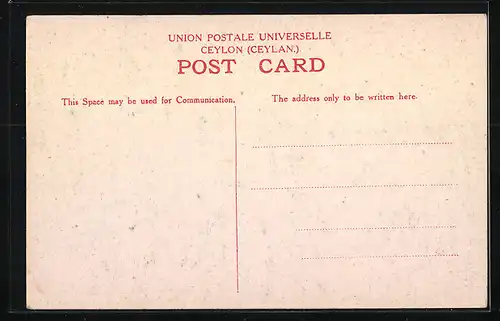 UNION POSTALE UNIVERSELLE
CEYLON (CEYLAN.)
POST CARD
This Space may be used for Communication.
The address only to be written here.